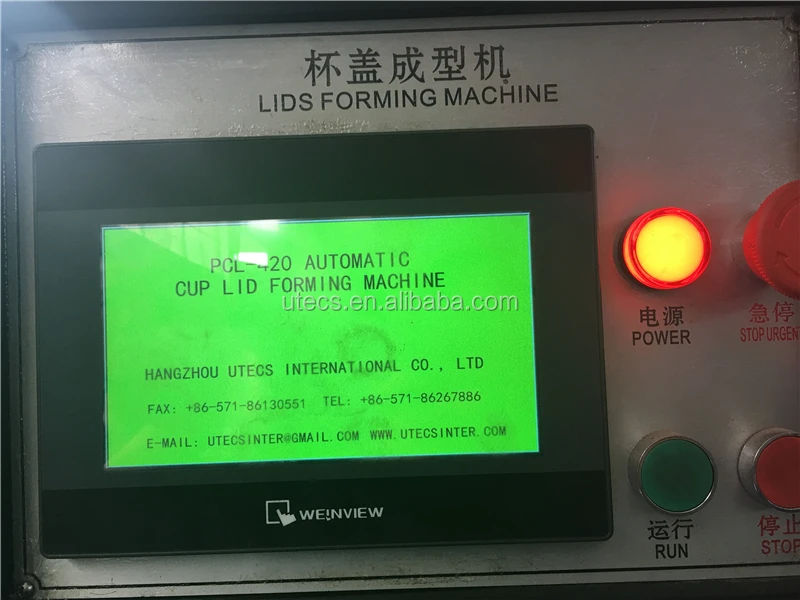 杯盖成型机
LIDS FORMING MACHINE
PCL-420 AUTOMATIC
CUP LID FORMING MACHINE
utecs.en.alibaba.com
HANGZHOU UTECS INTERNATIONAL CO., LTD
FAX: +86-571-86130551 TEL: +86-571-86267886
E-MAIL: UTECSINTER@GMAIL.COM WWW.UTECSINTER.COM
WE!NVIEW
电源
POWER
急停
STOP URGENT
运行
RUN
停止
STOP